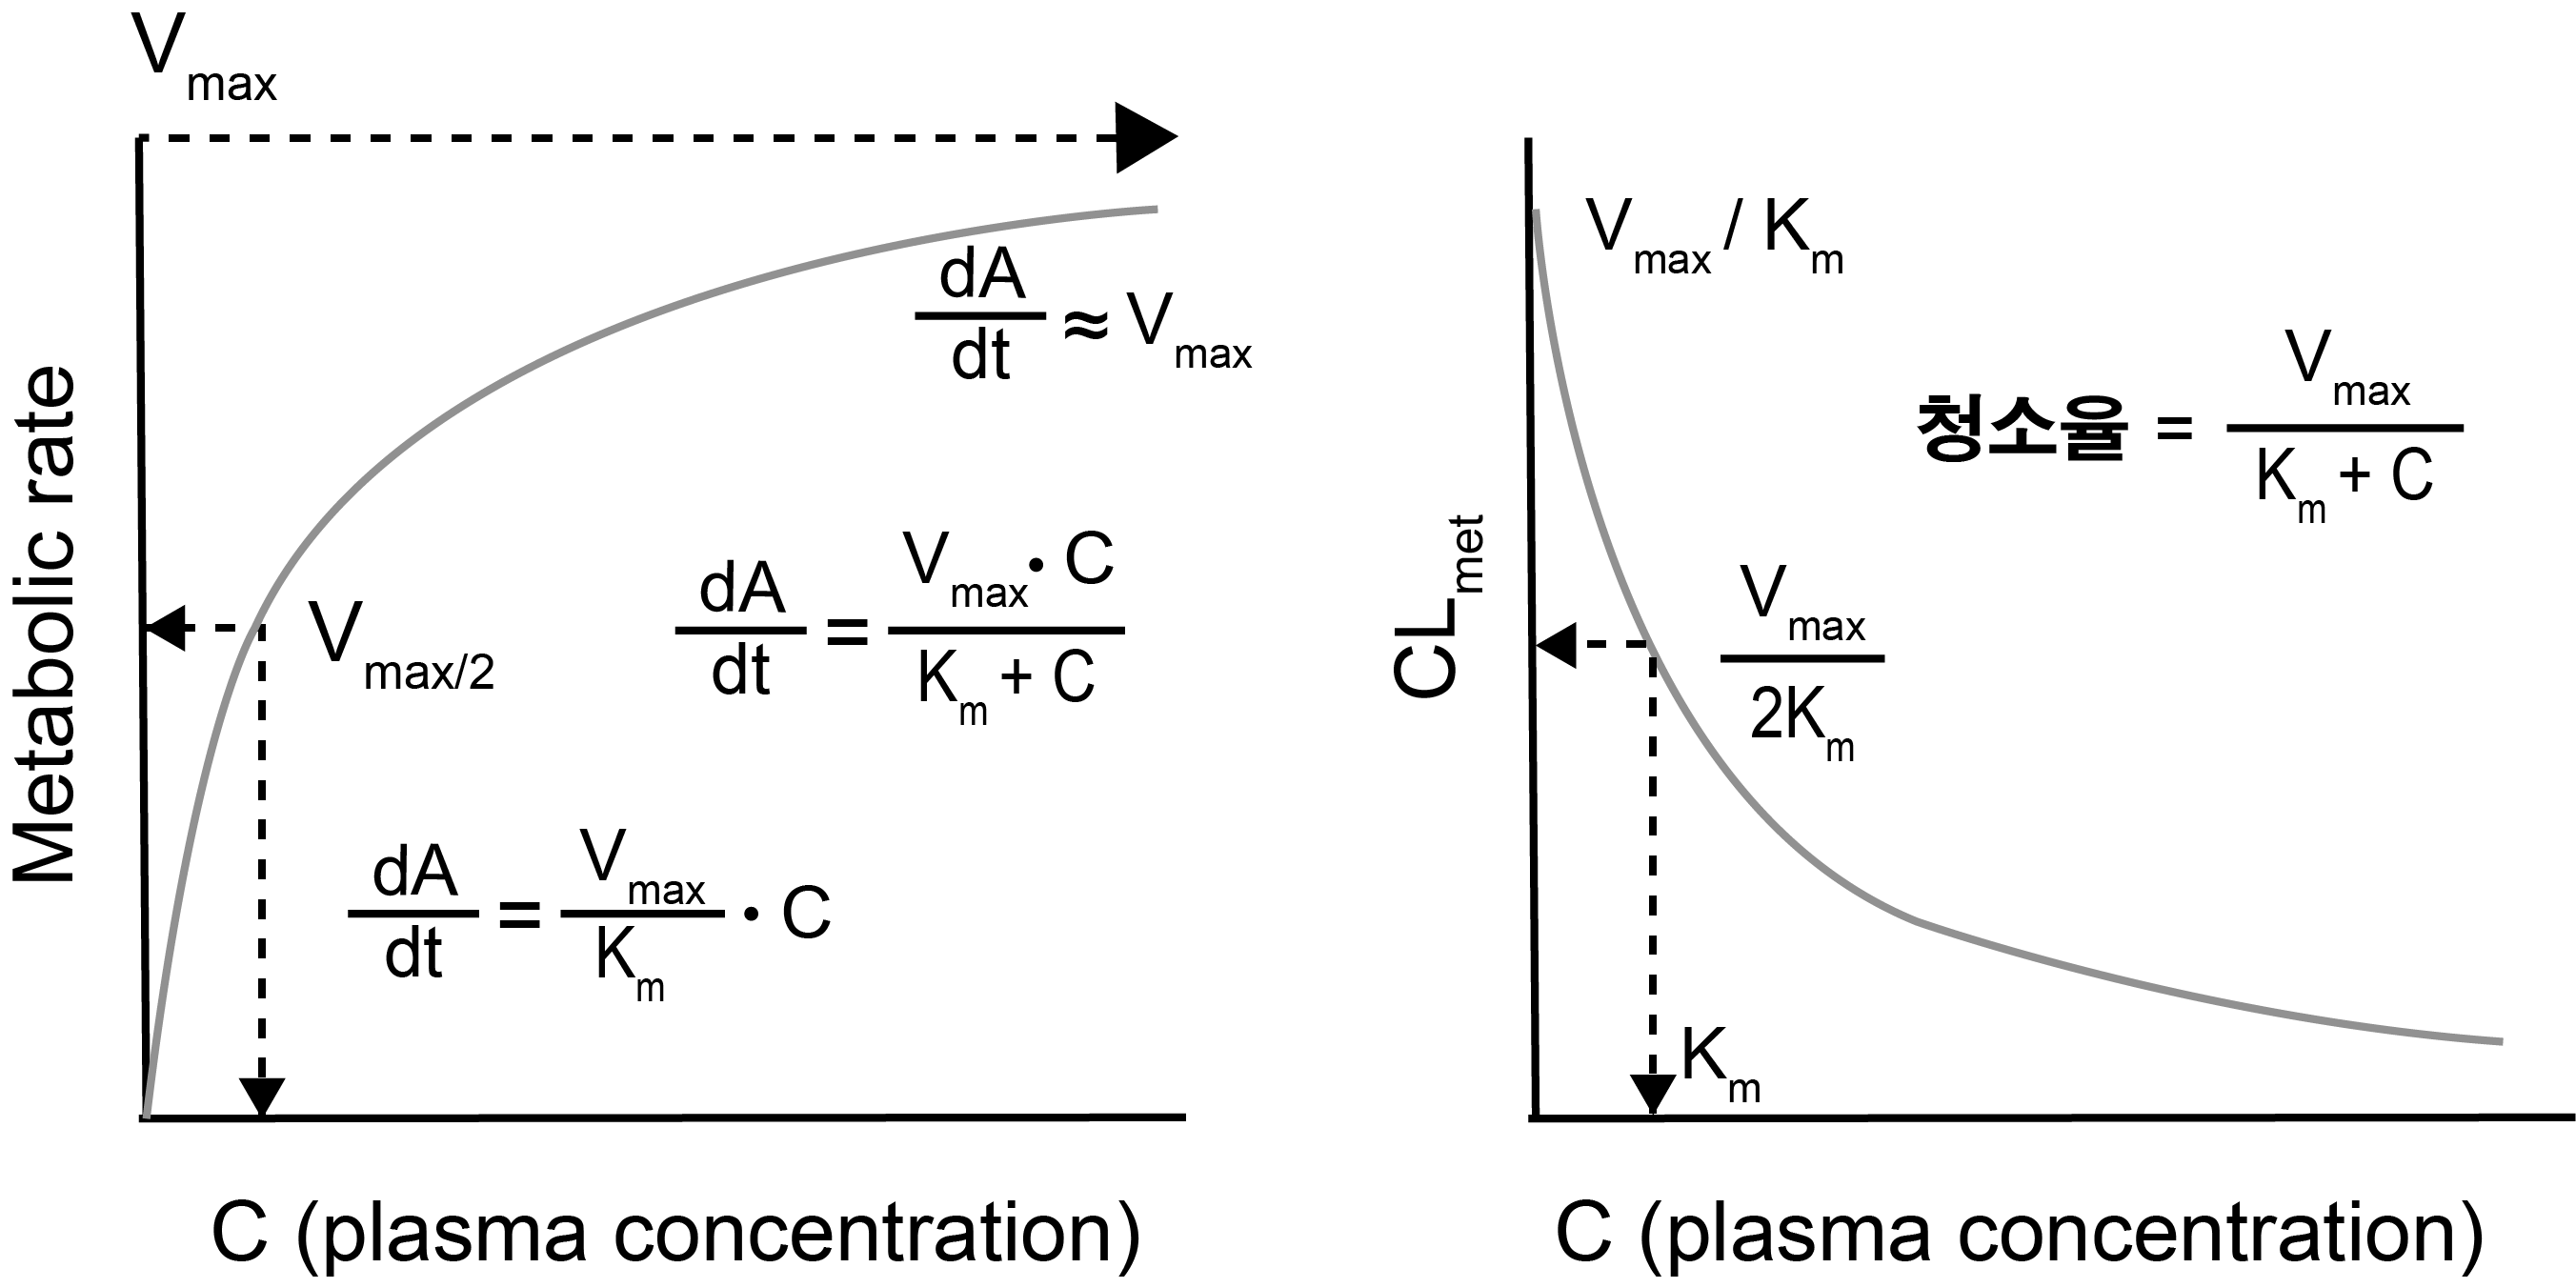 Vmax
Metabolic rate
dA/dt ≈ Vmax
Vmax/2
dA/dt = Vmax · C / Km + C
dA/dt = Vmax/Km · C
C (plasma concentration)
CLmet
Vmax / Km
청소율 = Vmax / Km + C
Vmax / 2Km
Km
C (plasma concentration)